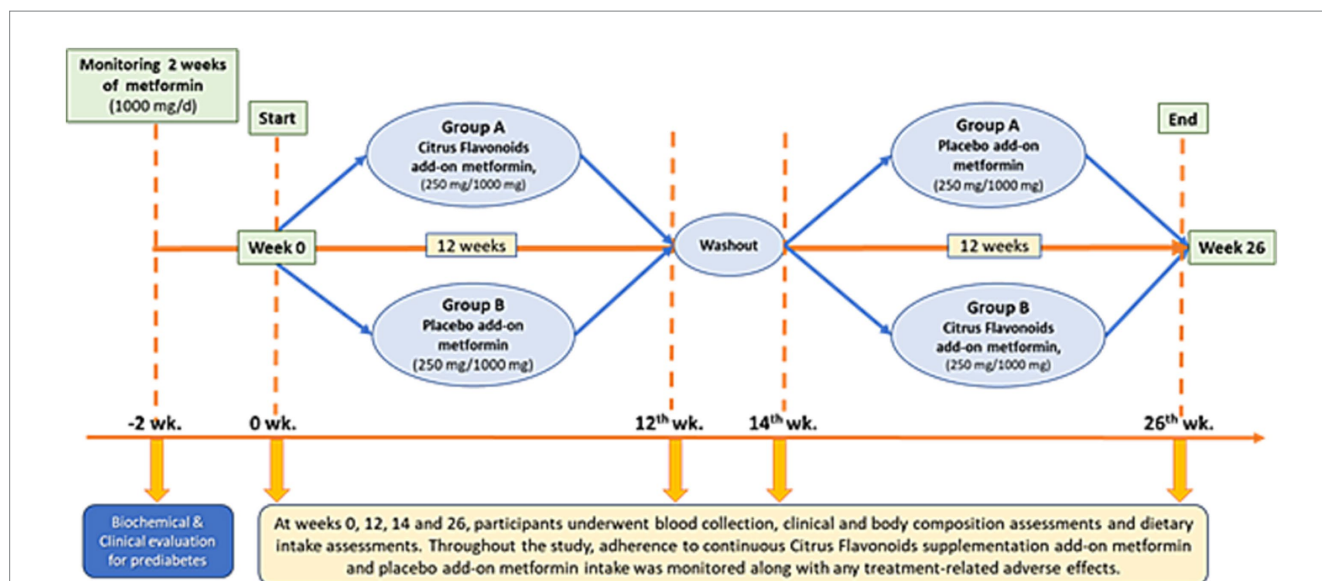 Monitoring 2 weeks
of metformin
(1000 mg/d)
Start
Group A
Citrus Flavonoids
add-on metformin,
(250 mg/1000 mg)
Group A
Placebo add-on
metformin
(250 mg/1000 mg)
End
Week 0
12 weeks
Washout
12 weeks
Week 26
Group B
Placebo add-on
metformin
(250 mg/1000 mg)
Group B
Citrus Flavonoids
add-on metformin,
(250 mg/1000 mg)
-2 wk.
0 wk.
12th wk.
14th wk.
26th wk.
Biochemical &
Clinical evaluation
for prediabetes
At weeks 0, 12, 14 and 26, participants underwent blood collection, clinical and body composition assessments and dietary
intake assessments. Throughout the study, adherence to continuous Citrus Flavonoids supplementation add-on metformin
and placebo add-on metformin intake was monitored along with any treatment-related adverse effects.